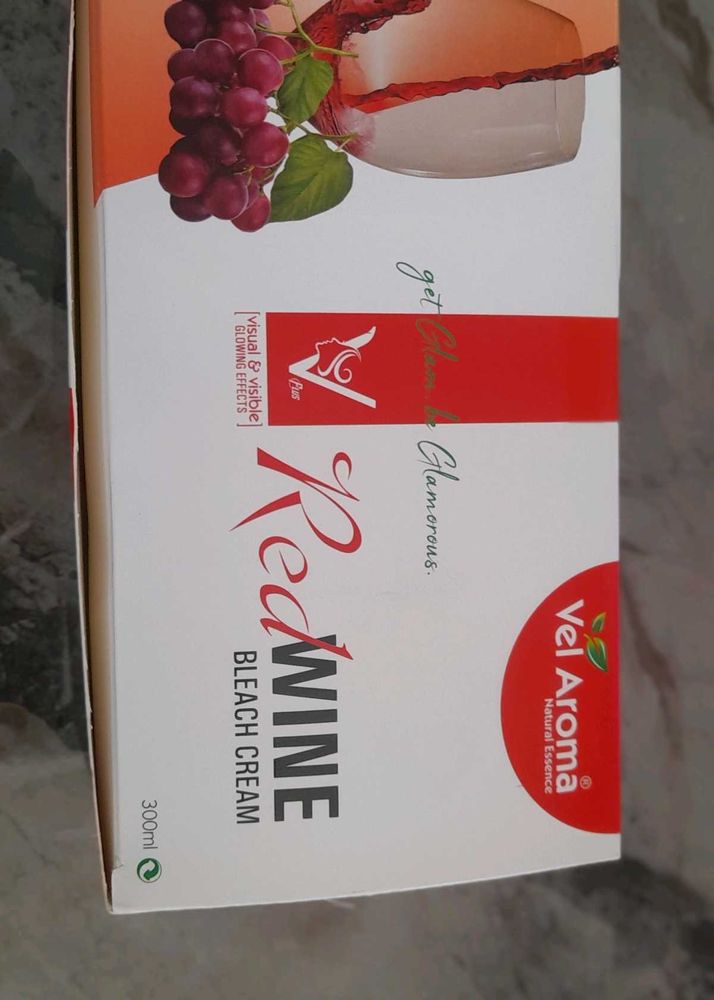 Vel Aroma®
Natural Essence
get Glam. be Glamorous.
V
Plus
[visual & visible]
GLOWING EFFECTS
Red WINE
BLEACH CREAM
300ml